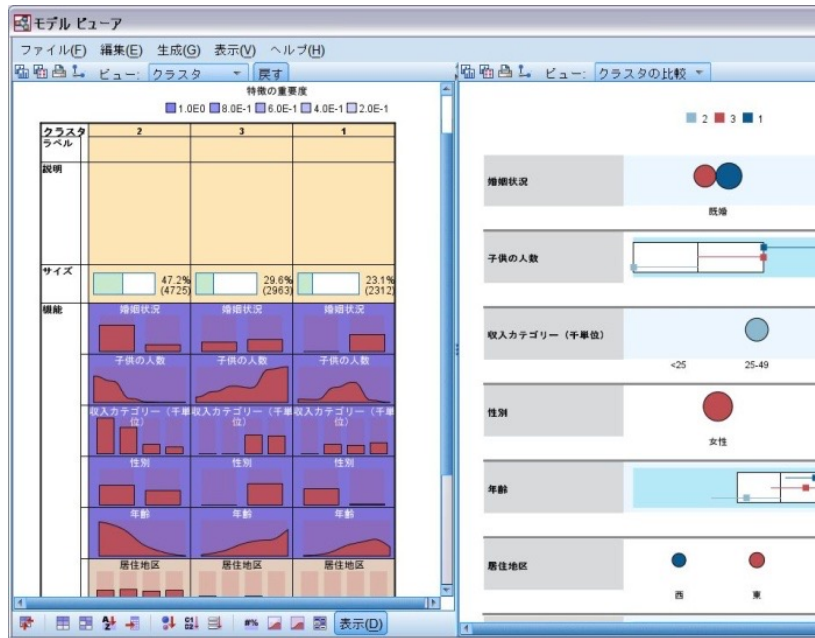 モデル ビューア
ファイル(F) 編集(E) 生成(G) 表示(V) ヘルプ(H)
ビュー: クラスタ 戻す
特徴の重要度
1.0E0 8.0E-1 6.0E-1 4.0E-1 2.0E-1
クラスタ 2 3 1
ラベル
説明
サイズ 47.2% 29.6% 23.1%
(4725) (2963) (2312)
機能 婚姻状況 婚姻状況 婚姻状況
子供の人数 子供の人数 子供の人数
収入カテゴリー（千単位） 収入カテゴリー（千単位） 収入カテゴリー（千単位）
性別 性別 性別
年齢 年齢 年齢
居住地区 居住地区 居住地区
表示(D)
ビュー: クラスタの比較
2 3 1
婚姻状況
既婚
子供の人数
収入カテゴリー（千単位）
<25 25-49
性別
女性
年齢
居住地区
西 東